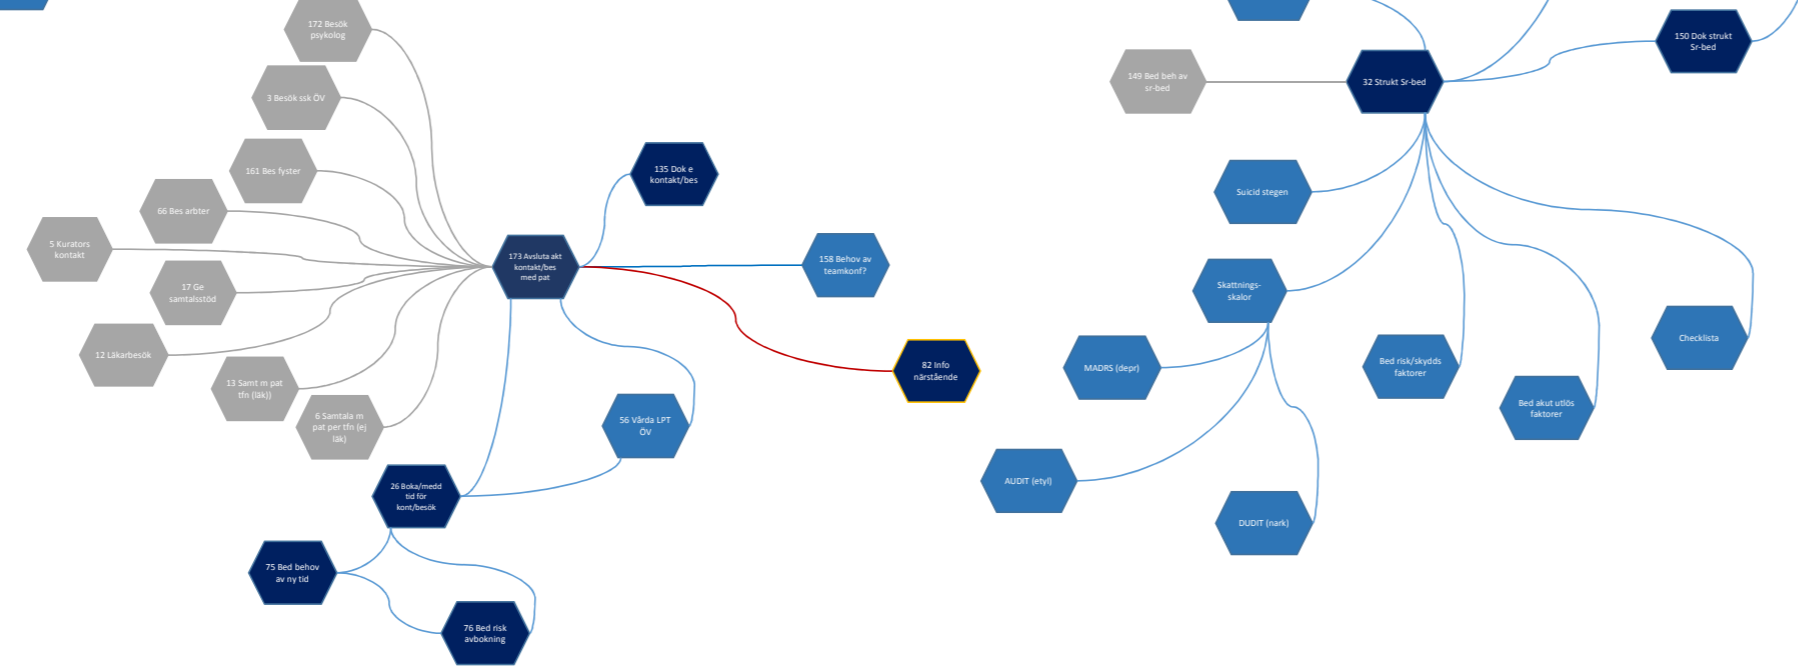 172 Besök
psykolog
150 Dok strukt
Sr-bed
149 Bed beh av
sr-bed
32 Strukt Sr-bed
3 Besök ssk ÖV
161 Bes fyster
135 Dok e
kontakt/bes
66 Bes arbter
Suicid stegen
5 Kurators
kontakt
173 Avsluta akt
kontakt/bes
med pat
158 Behov av
teamkonf?
17 Ge
samtalsstöd
Skattnings-
skalor
12 Läkarbesök
Checklista
13 Samt m pat
tfn (läk))
82 Info
närstående
MADRS (depr)
Bed risk/skydds
faktorer
6 Samtala m
pat per tfn (ej
läk)
56 Vårda LPT
ÖV
Bed akut utlös
faktorer
26 Boka/medd
tid för
kont/besök
AUDIT (etyl)
DUDIT (nark)
75 Bed behov
av ny tid
76 Bed risk
avbokning